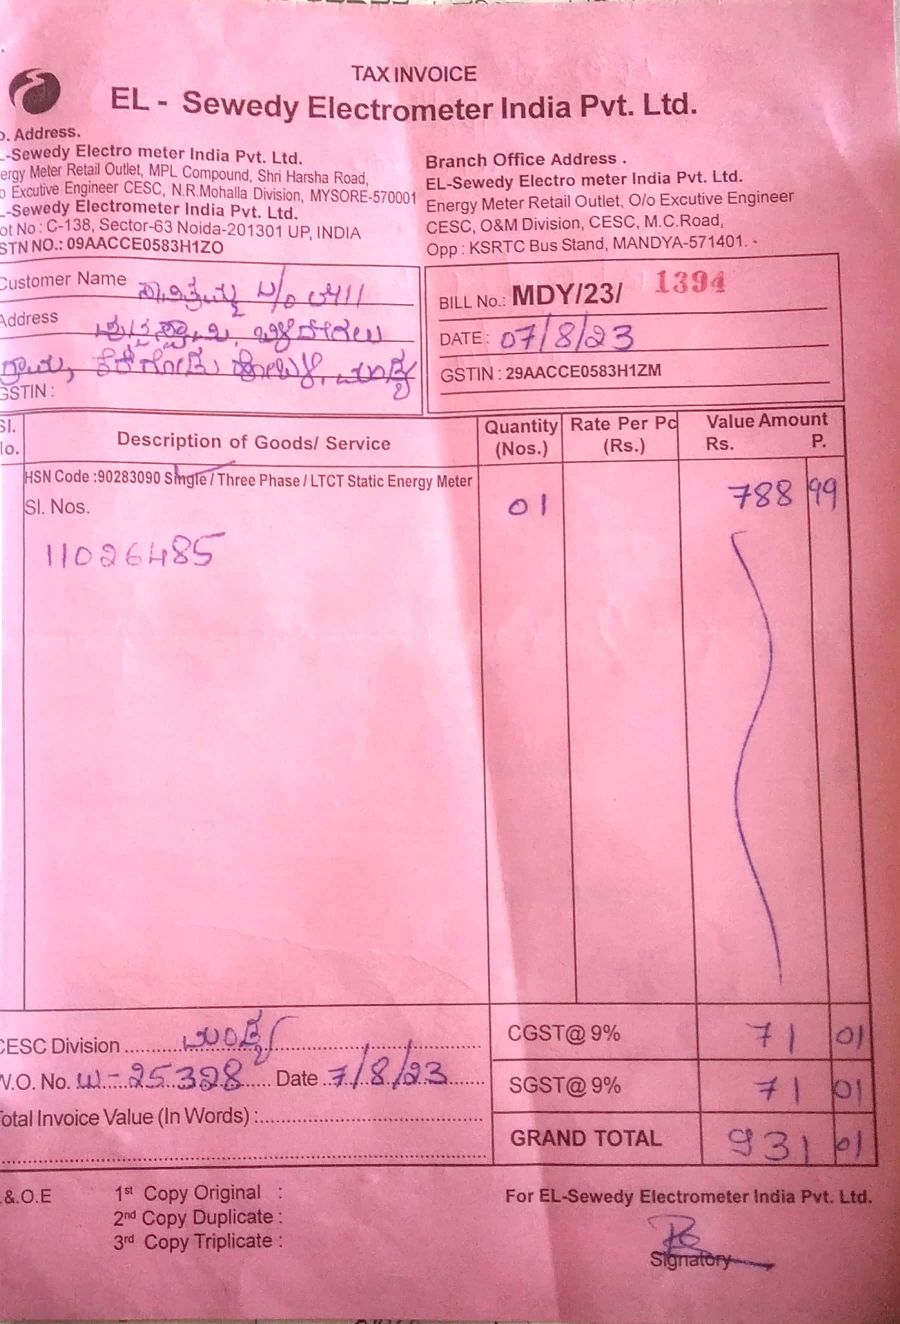 TAX INVOICE
EL - Sewedy Electrometer India Pvt. Ltd.
o. Address.
L-Sewedy Electro meter India Pvt. Ltd.
ergy Meter Retail Outlet, MPL Compound, Shri Harsha Road,
o Excutive Engineer CESC, N.R.Mohalla Division, MYSORE-570001
L-Sewedy Electrometer India Pvt. Ltd.
ot No : C-138, Sector-63 Noida-201301 UP, INDIA
STN NO.: 09AACCE0583H1ZO
Branch Office Address .
EL-Sewedy Electro meter India Pvt. Ltd.
Energy Meter Retail Outlet, O/o Excutive Engineer
CESC, O&M Division, CESC, M.C.Road,
Opp : KSRTC Bus Stand, MANDYA-571401.
Customer Name
Address
GSTIN :
BILL No.: MDY/23/ 1394
DATE : 07/8/23
GSTIN : 29AACCE0583H1ZM
Sl. No. Description of Goods/ Service Quantity (Nos.) Rate Per Pc (Rs.) Value Amount Rs. P.
HSN Code :90283090 Single / Three Phase / LTCT Static Energy Meter
Sl. Nos. 01 788 99
11026485
CESC Division ಮಂಡ್ಯ
W.O. No. W-25328 Date 7/8/23
otal Invoice Value (In Words) :
CGST@ 9% 71 01
SGST@ 9% 71 01
GRAND TOTAL 931 01
.&.O.E
1st Copy Original :
2nd Copy Duplicate :
3rd Copy Triplicate :
For EL-Sewedy Electrometer India Pvt. Ltd.
Signatory